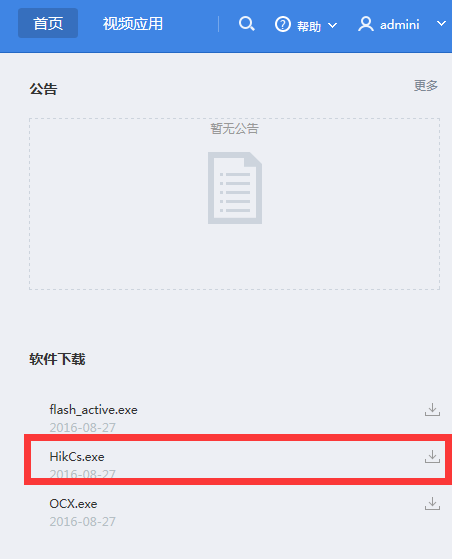 首页 视频应用 帮助 admini
公告 更多
暂无公告
软件下载
flash_active.exe
2016-08-27
HikCs.exe
2016-08-27
OCX.exe
2016-08-27